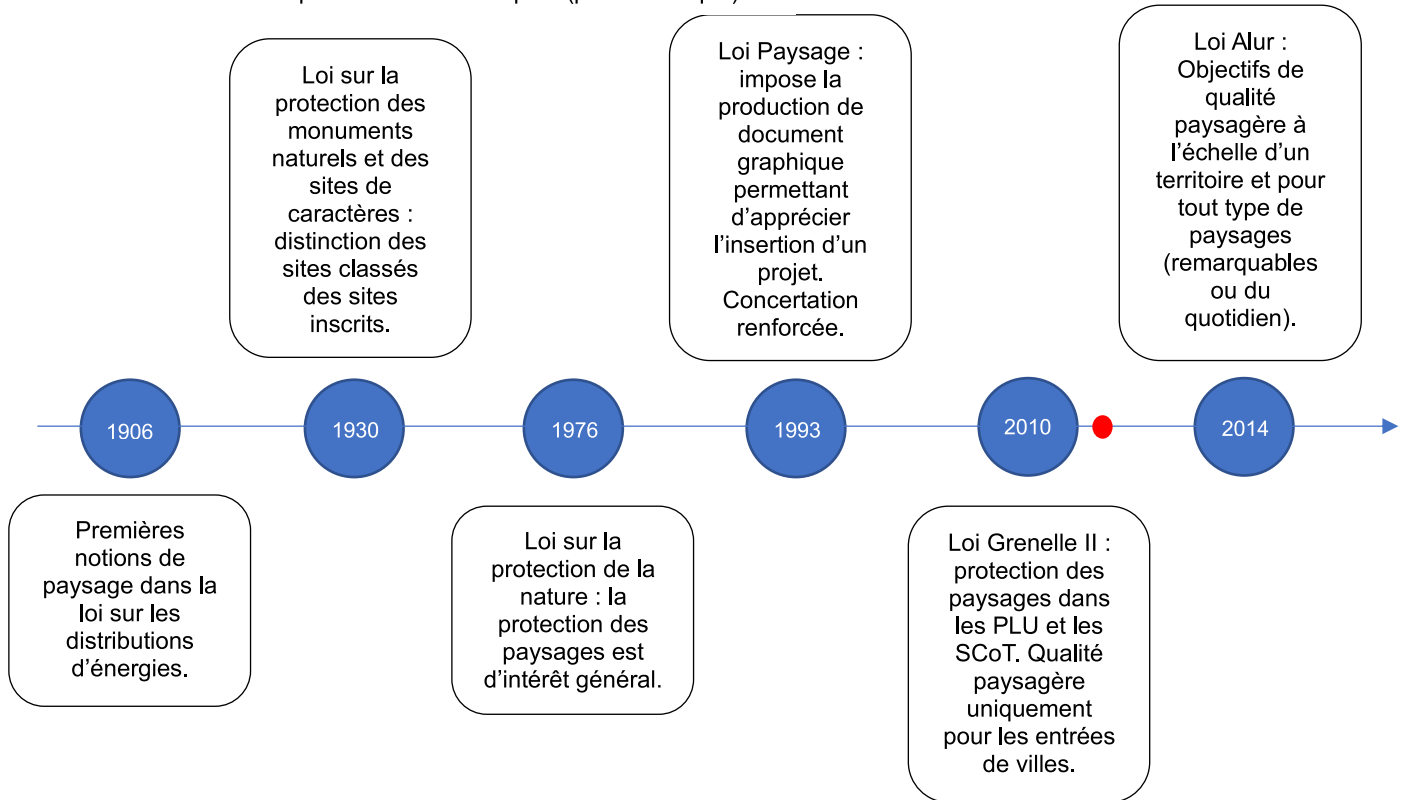 Loi sur la
protection des
monuments
naturels et des
sites de
caractères :
distinction des
sites classés
des sites
inscrits.
Loi Paysage :
impose la
production de
document
graphique
permettant
d’apprécier
l’insertion d’un
projet.
Concertation
renforcée.
Loi Alur :
Objectifs de
qualité
paysagère à
l’échelle d’un
territoire et pour
tout type de
paysages
(remarquables
ou du
quotidien).
1906
1930
1976
1993
2010
2014
Premières
notions de
paysage dans la
loi sur les
distributions
d’énergies.
Loi sur la
protection de la
nature : la
protection des
paysages est
d’intérêt général.
Loi Grenelle II :
protection des
paysages dans
les PLU et les
SCoT. Qualité
paysagère
uniquement
pour les entrées
de villes.